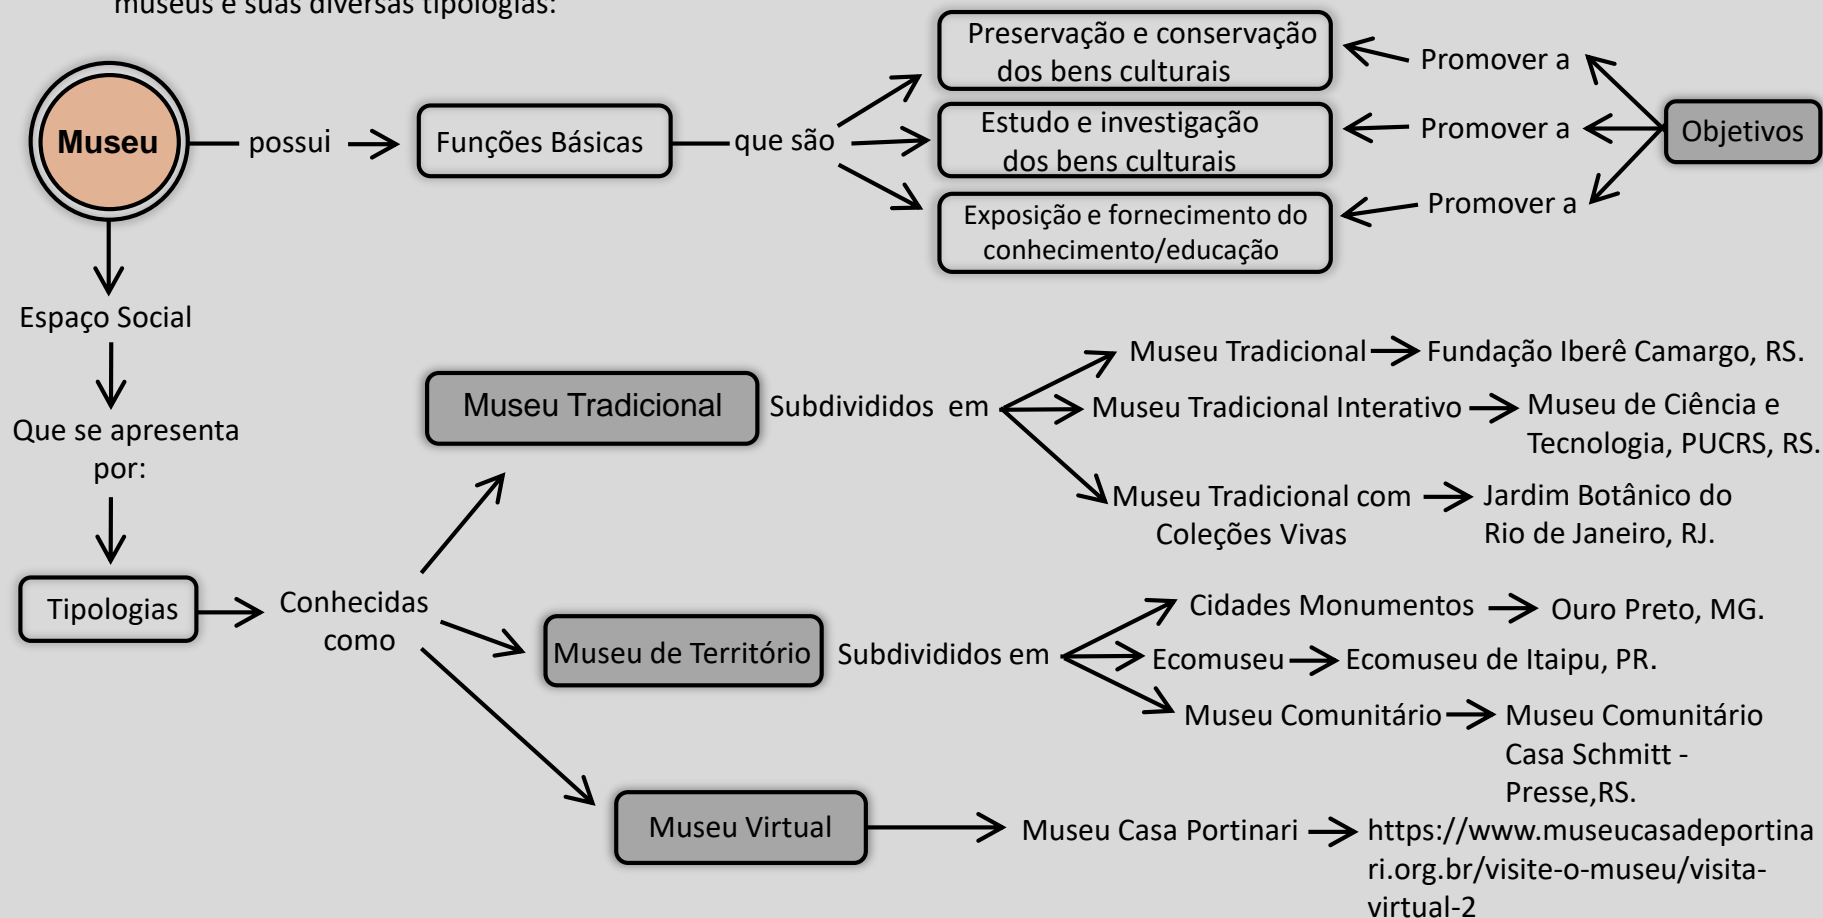 museus e suas diversas tipologias:
Museu
possui
Funções Básicas
que são
Preservação e conservação
dos bens culturais
Estudo e investigação
dos bens culturais
Exposição e fornecimento do
conhecimento/educação
Promover a
Promover a
Promover a
Objetivos
Espaço Social
Que se apresenta
por:
Tipologias
Conhecidas
como
Museu Tradicional
Subdivididos em
Museu Tradicional
Fundação Iberê Camargo, RS.
Museu Tradicional Interativo
Museu de Ciência e
Tecnologia, PUCRS, RS.
Museu Tradicional com
Coleções Vivas
Jardim Botânico do
Rio de Janeiro, RJ.
Museu de Território
Subdivididos em
Cidades Monumentos
Ouro Preto, MG.
Ecomuseu
Ecomuseu de Itaipu, PR.
Museu Comunitário
Museu Comunitário
Casa Schmitt -
Presse,RS.
Museu Virtual
Museu Casa Portinari
https://www.museucasadeportina
ri.org.br/visite-o-museu/visita-
virtual-2